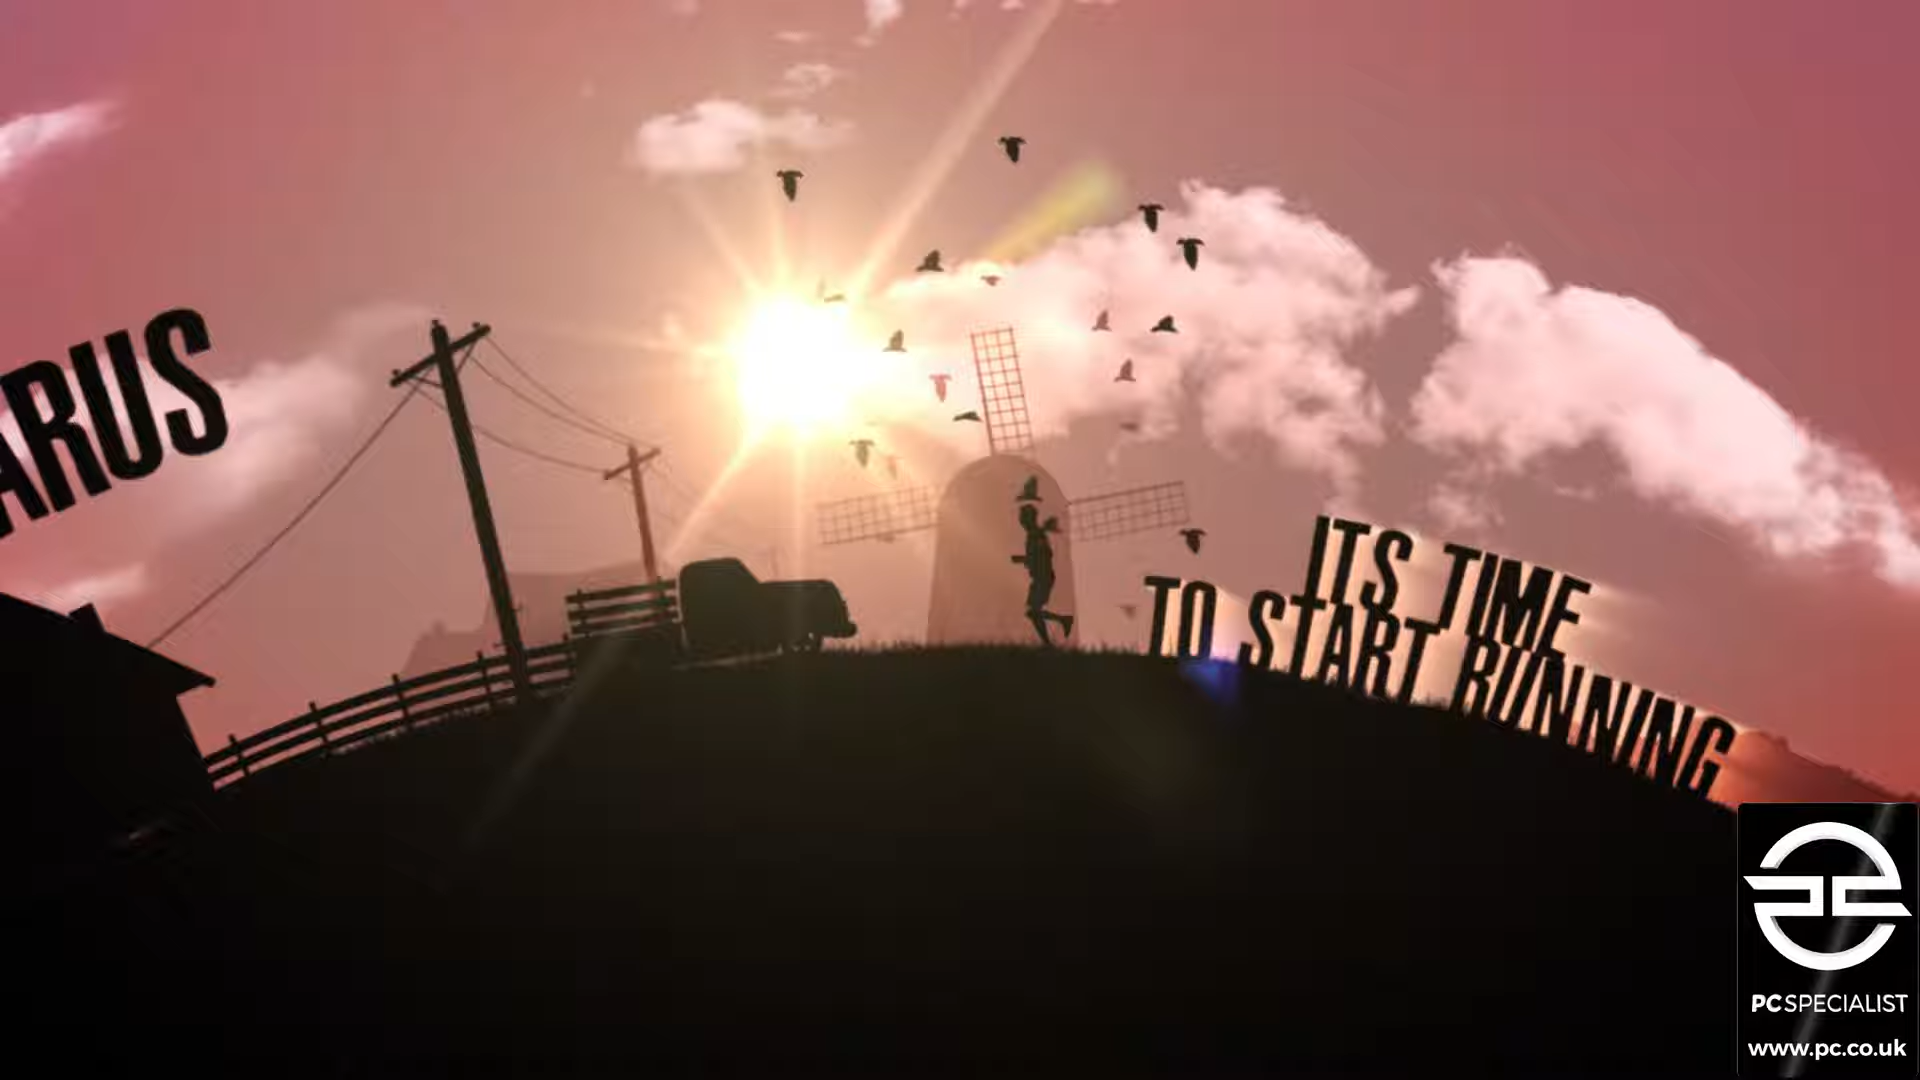 ARUS
ITS TIME
TO START RUNNING
PCSPECIALIST
www.pc.co.uk